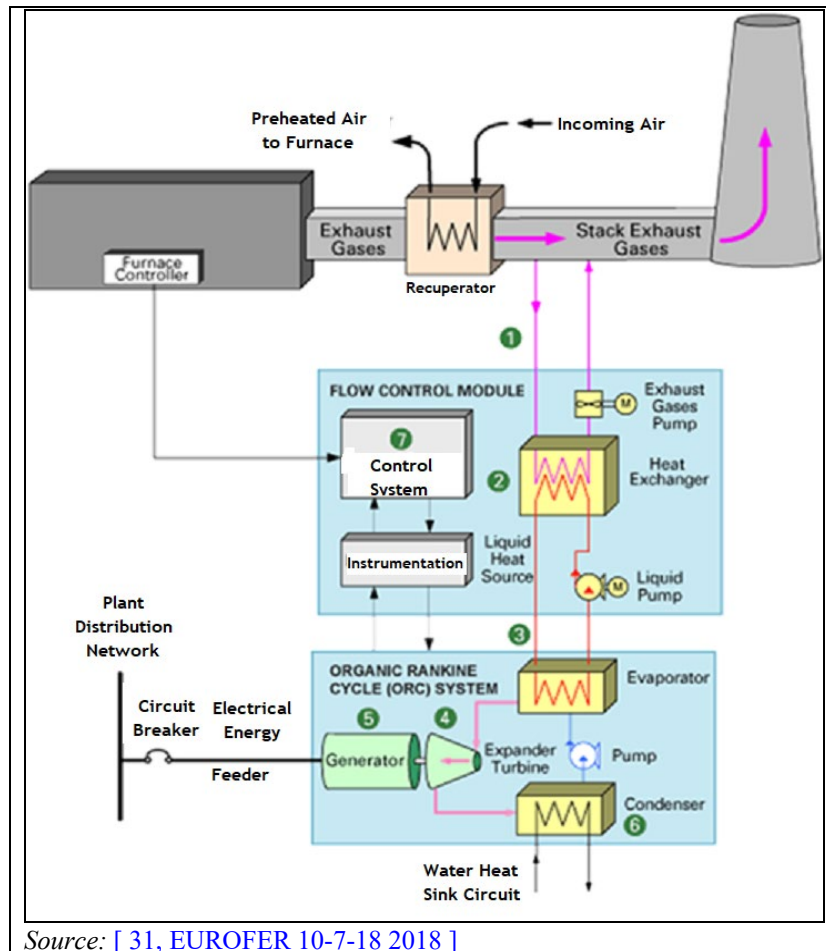 Preheated Air
to Furnace
Incoming Air
Exhaust
Gases
Stack Exhaust
Gases
Furnace
Controller
Recuperator
1
FLOW CONTROL MODULE
Exhaust
Gases
Pump
M
7
Control
System
2
Heat
Exchanger
Instrumentation
Liquid
Heat
Source
M
Liquid
Pump
Plant
Distribution
Network
3
ORGANIC RANKINE
CYCLE (ORC) SYSTEM
Evaporator
Circuit
Breaker
Electrical
Energy
Feeder
5
4
Generator
Expander
Turbine
Pump
Condenser
6
Water Heat
Sink Circuit
Source: [ 31, EUROFER 10-7-18 2018 ]